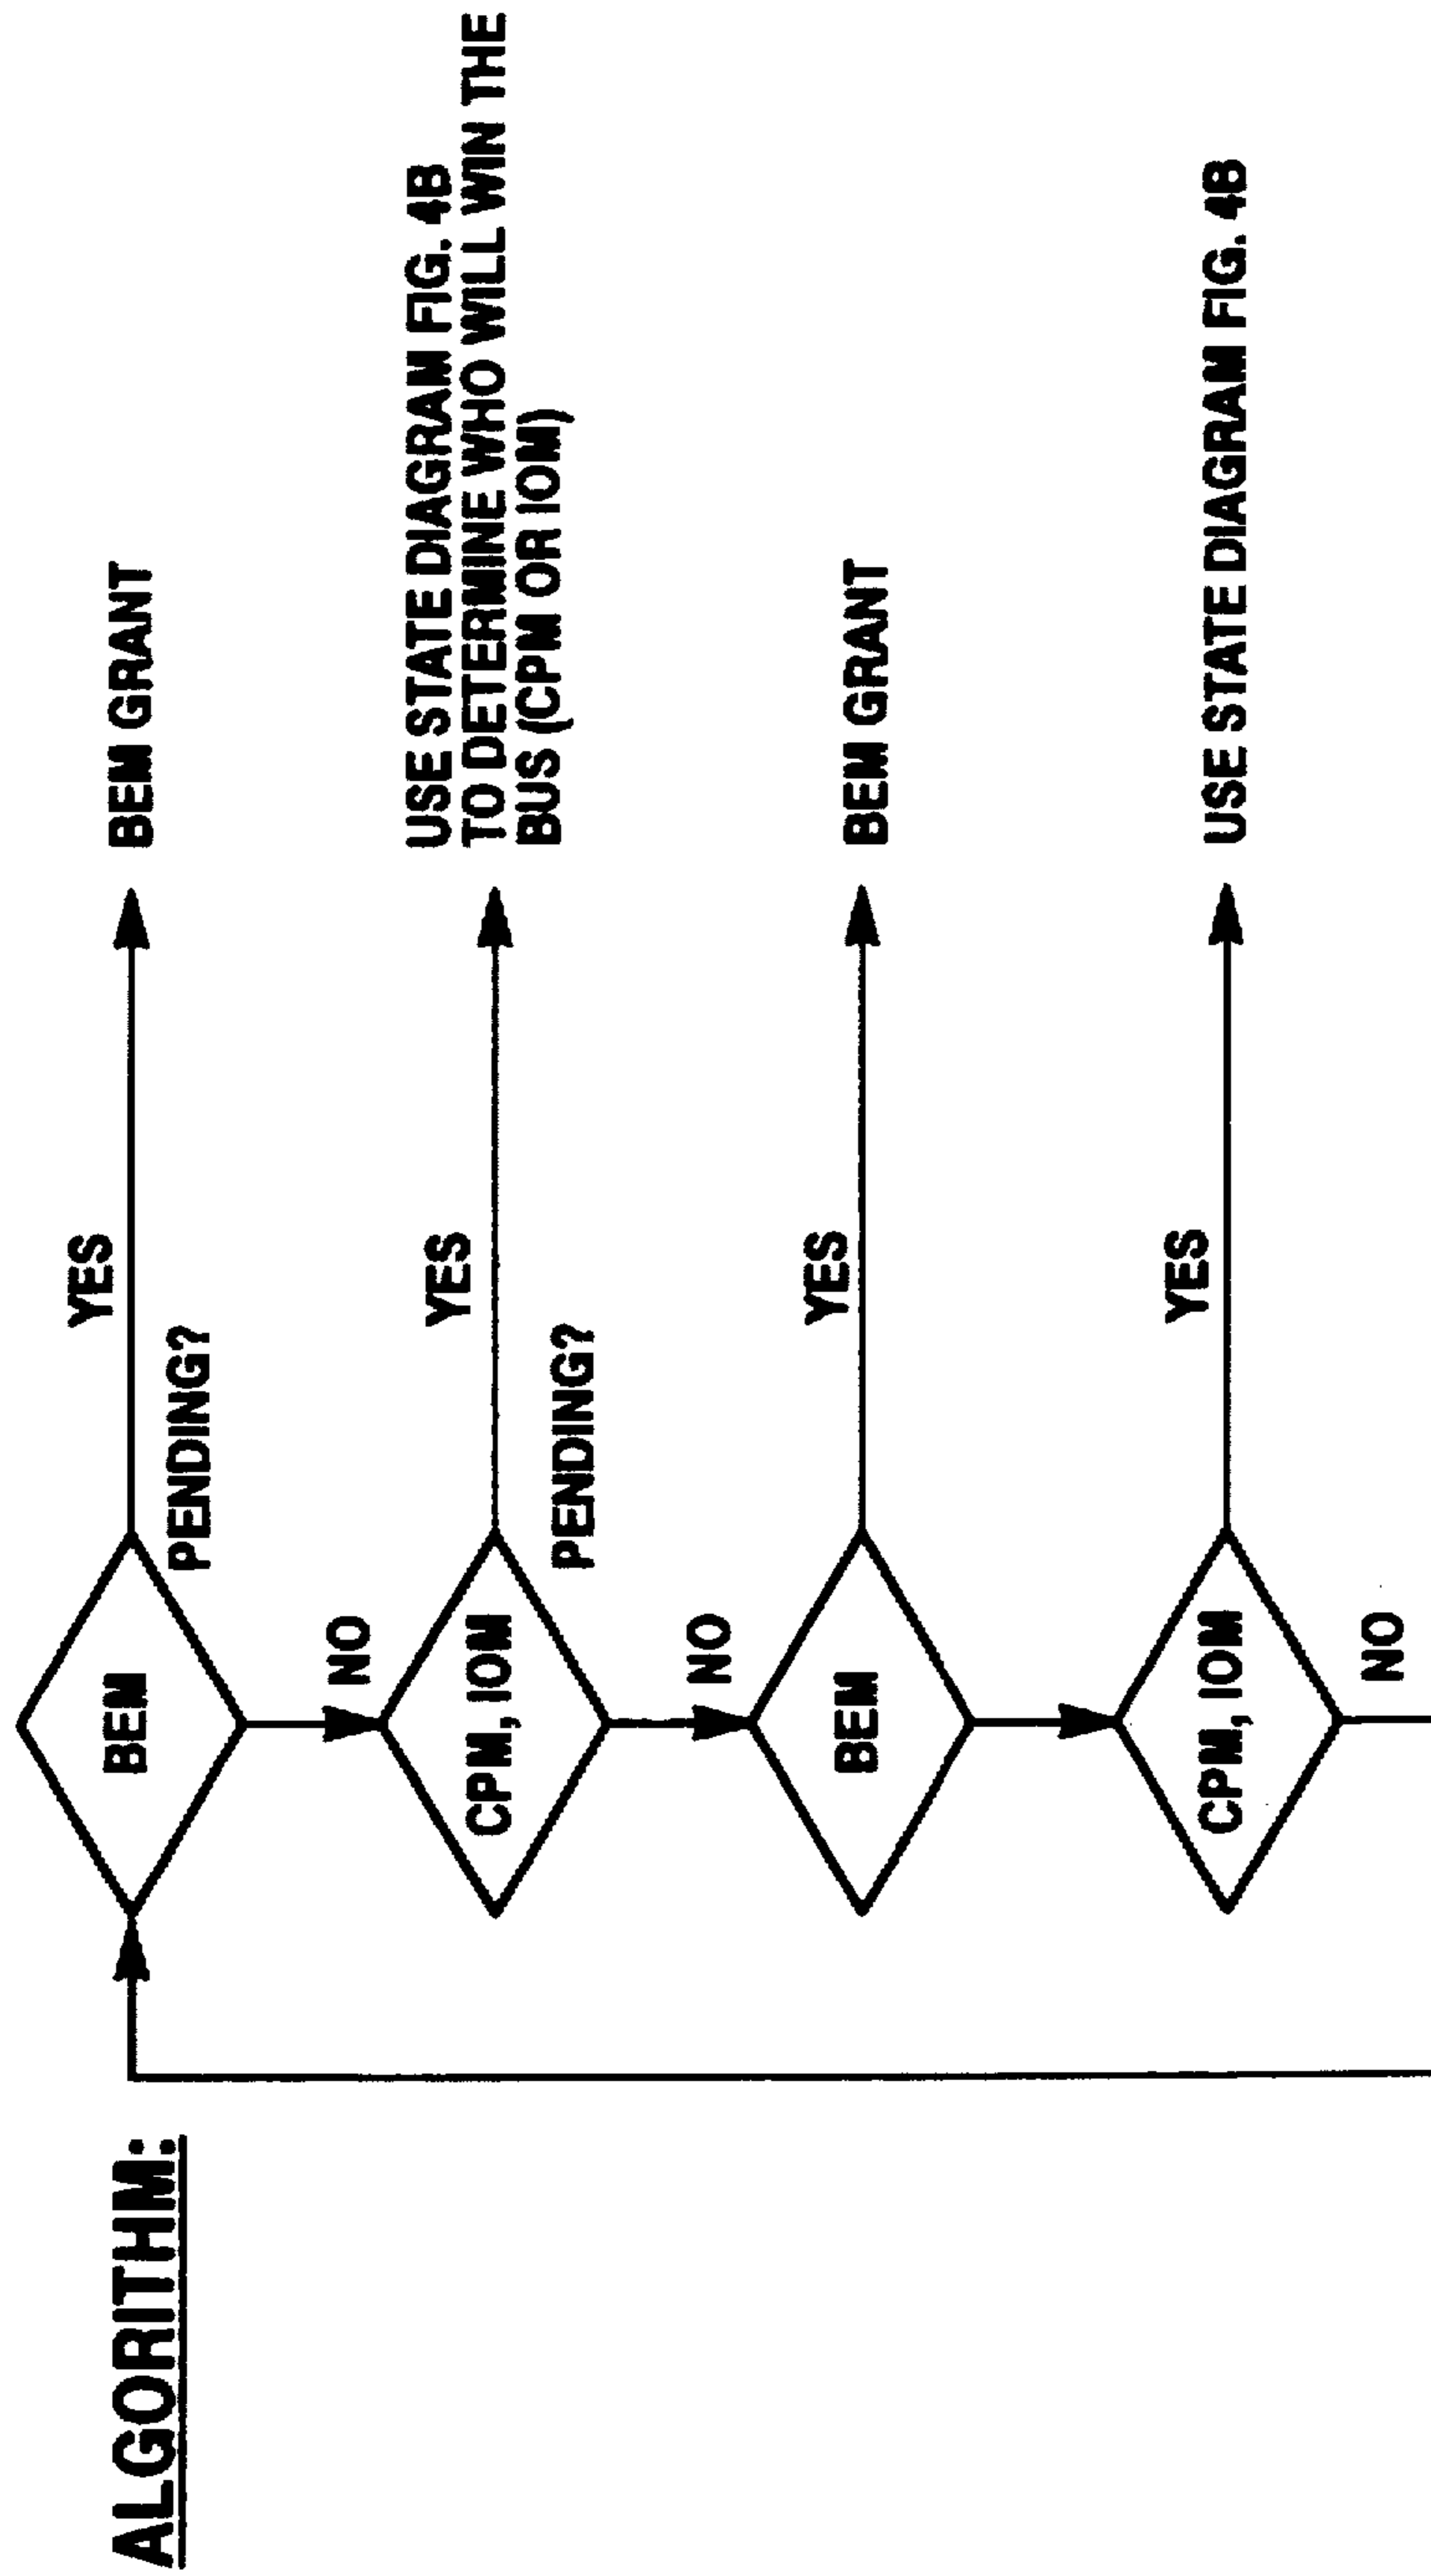 ALGORITHM:
BEM
YES
BEM GRANT
PENDING?
NO
CPM, IOM
YES
USE STATE DIAGRAM FIG. 4B
TO DETERMINE WHO WILL WIN THE
BUS (CPM OR IOM)
PENDING?
NO
BEM
YES
BEM GRANT
CPM, IOM
YES
USE STATE DIAGRAM FIG. 4B
NO